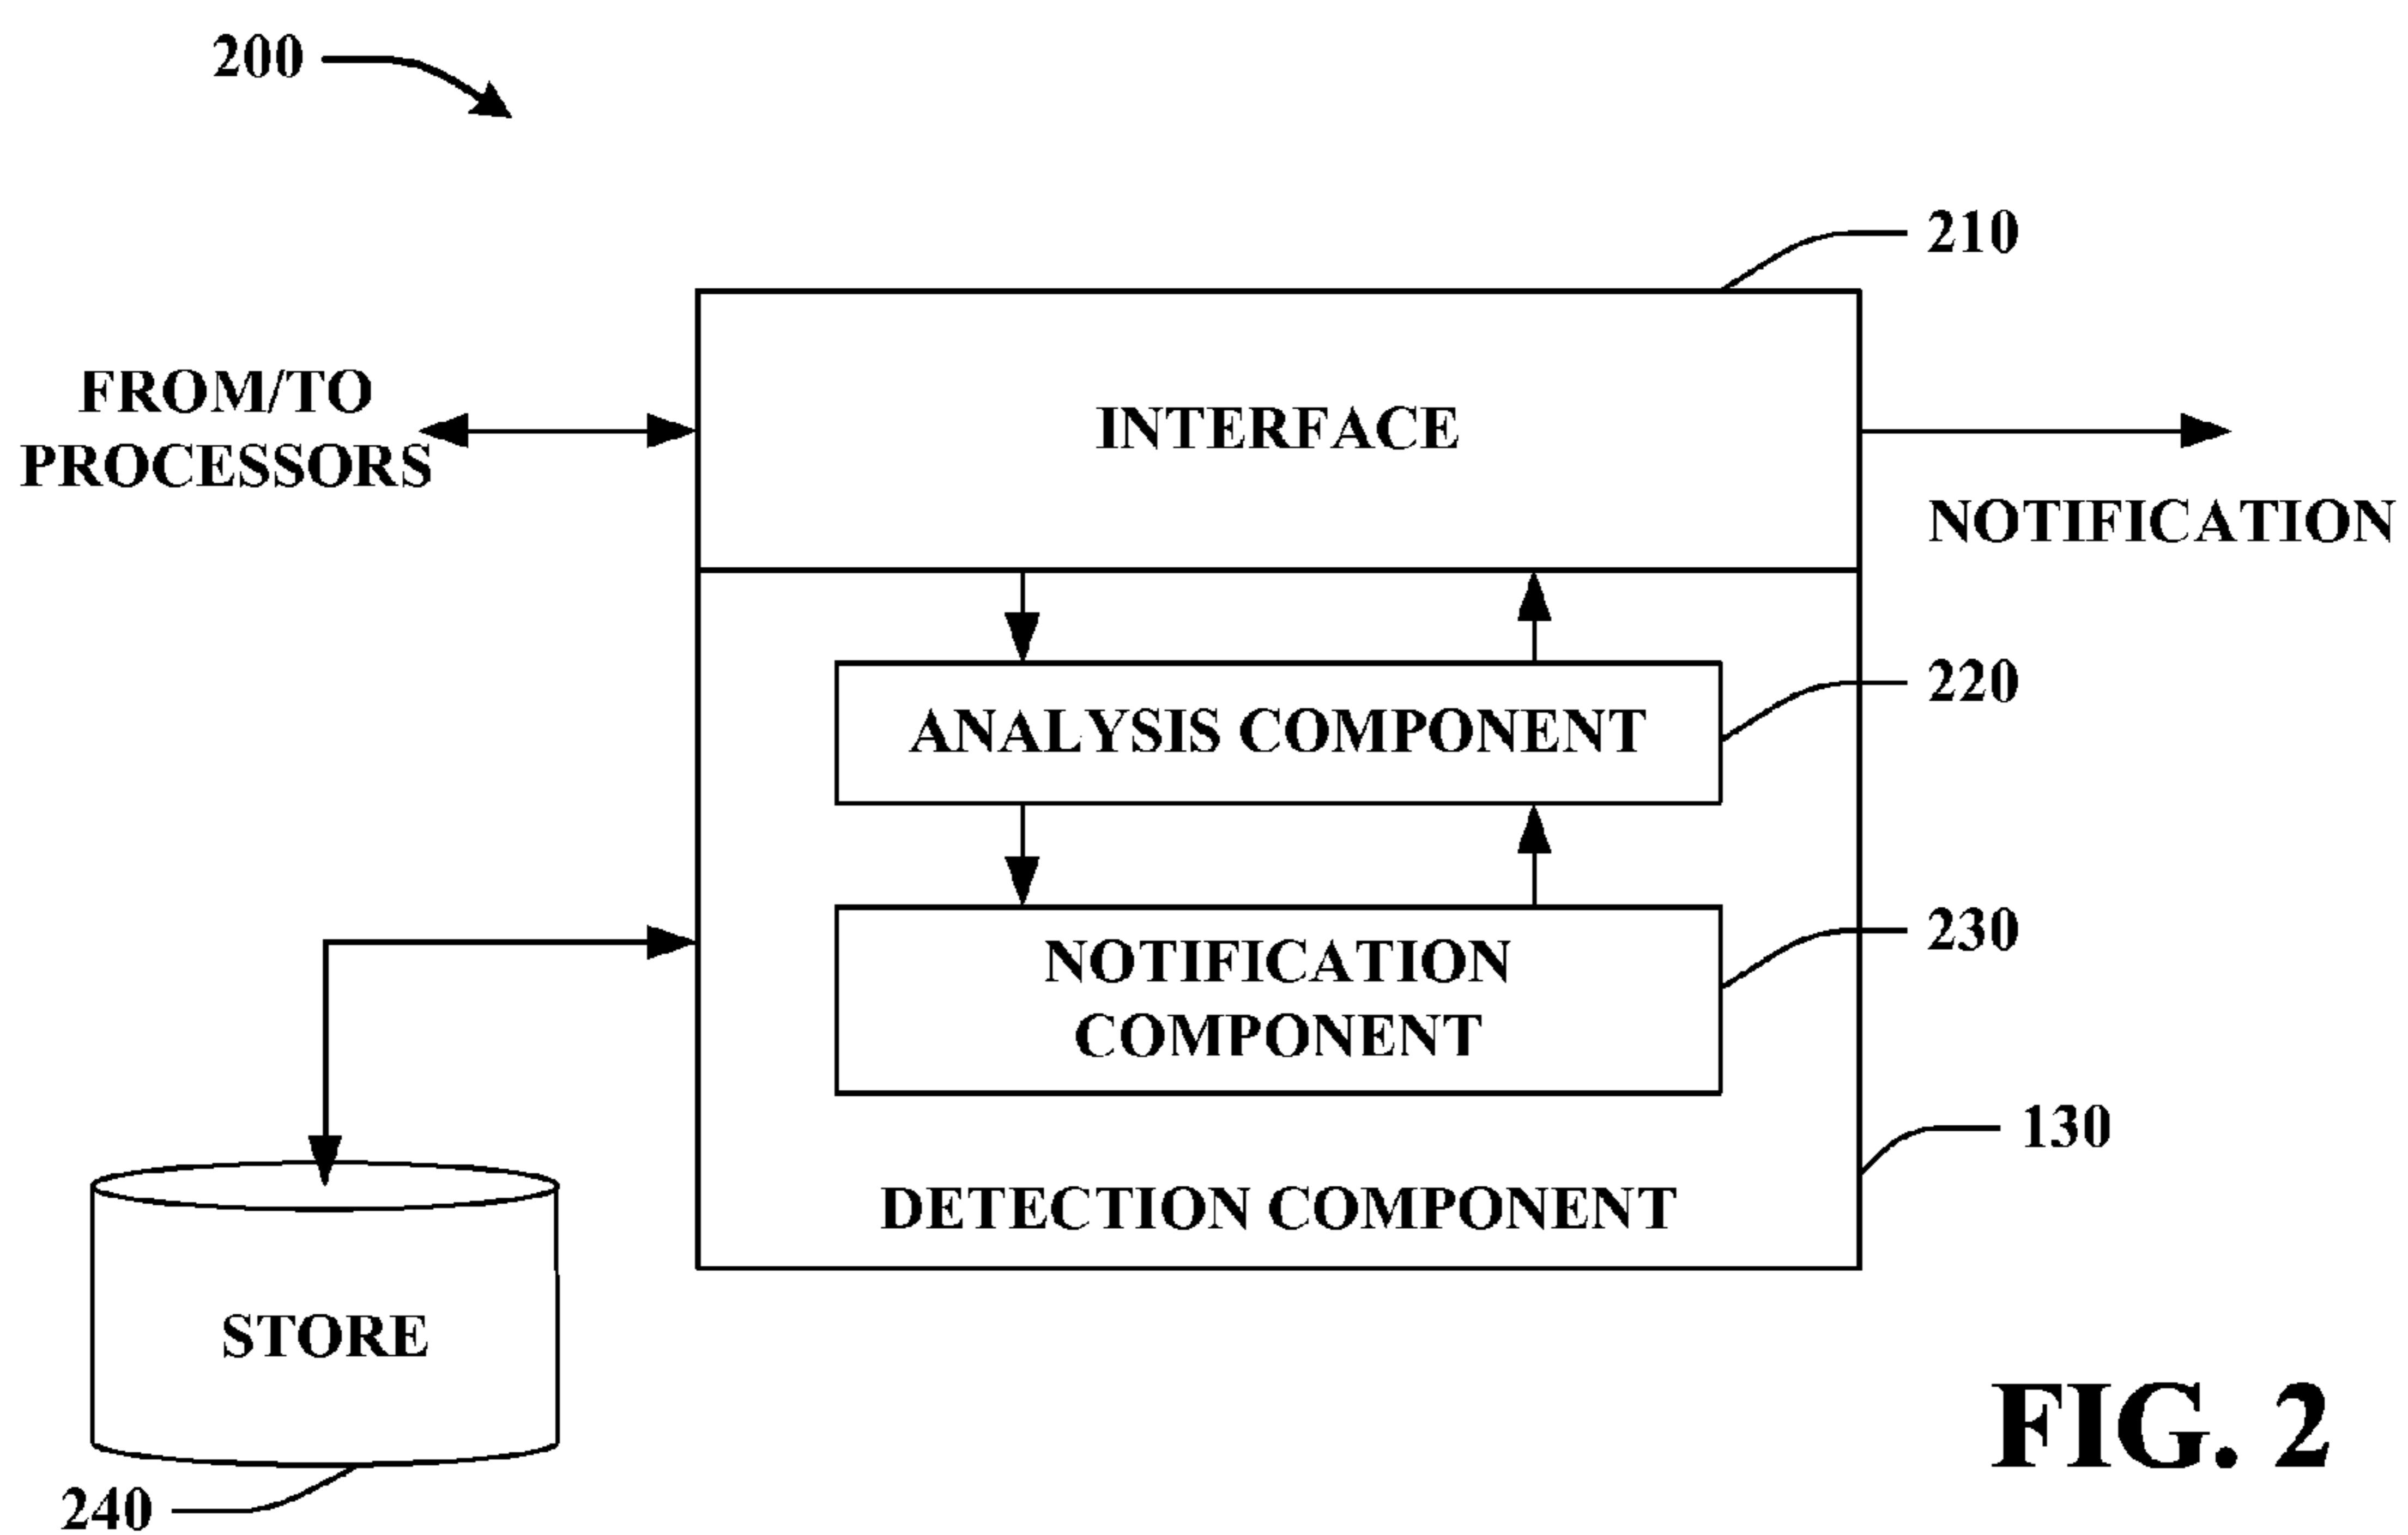 200
210
FROM/TO
PROCESSORS
INTERFACE
NOTIFICATION
220
ANALYSIS COMPONENT
230
NOTIFICATION
COMPONENT
130
DETECTION COMPONENT
STORE
240
FIG. 2